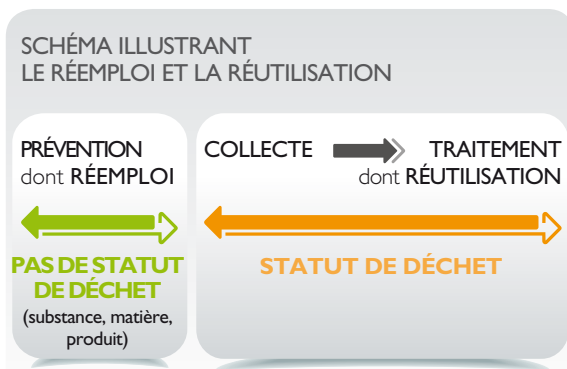 SCHÉMA ILLUSTRANT
LE RÉEMPLOI ET LA RÉUTILISATION
PRÉVENTION
dont RÉEMPLOI
PAS DE STATUT
DE DÉCHET
(substance, matière,
produit)
COLLECTE TRAITEMENT
dont RÉUTILISATION
STATUT DE DÉCHET